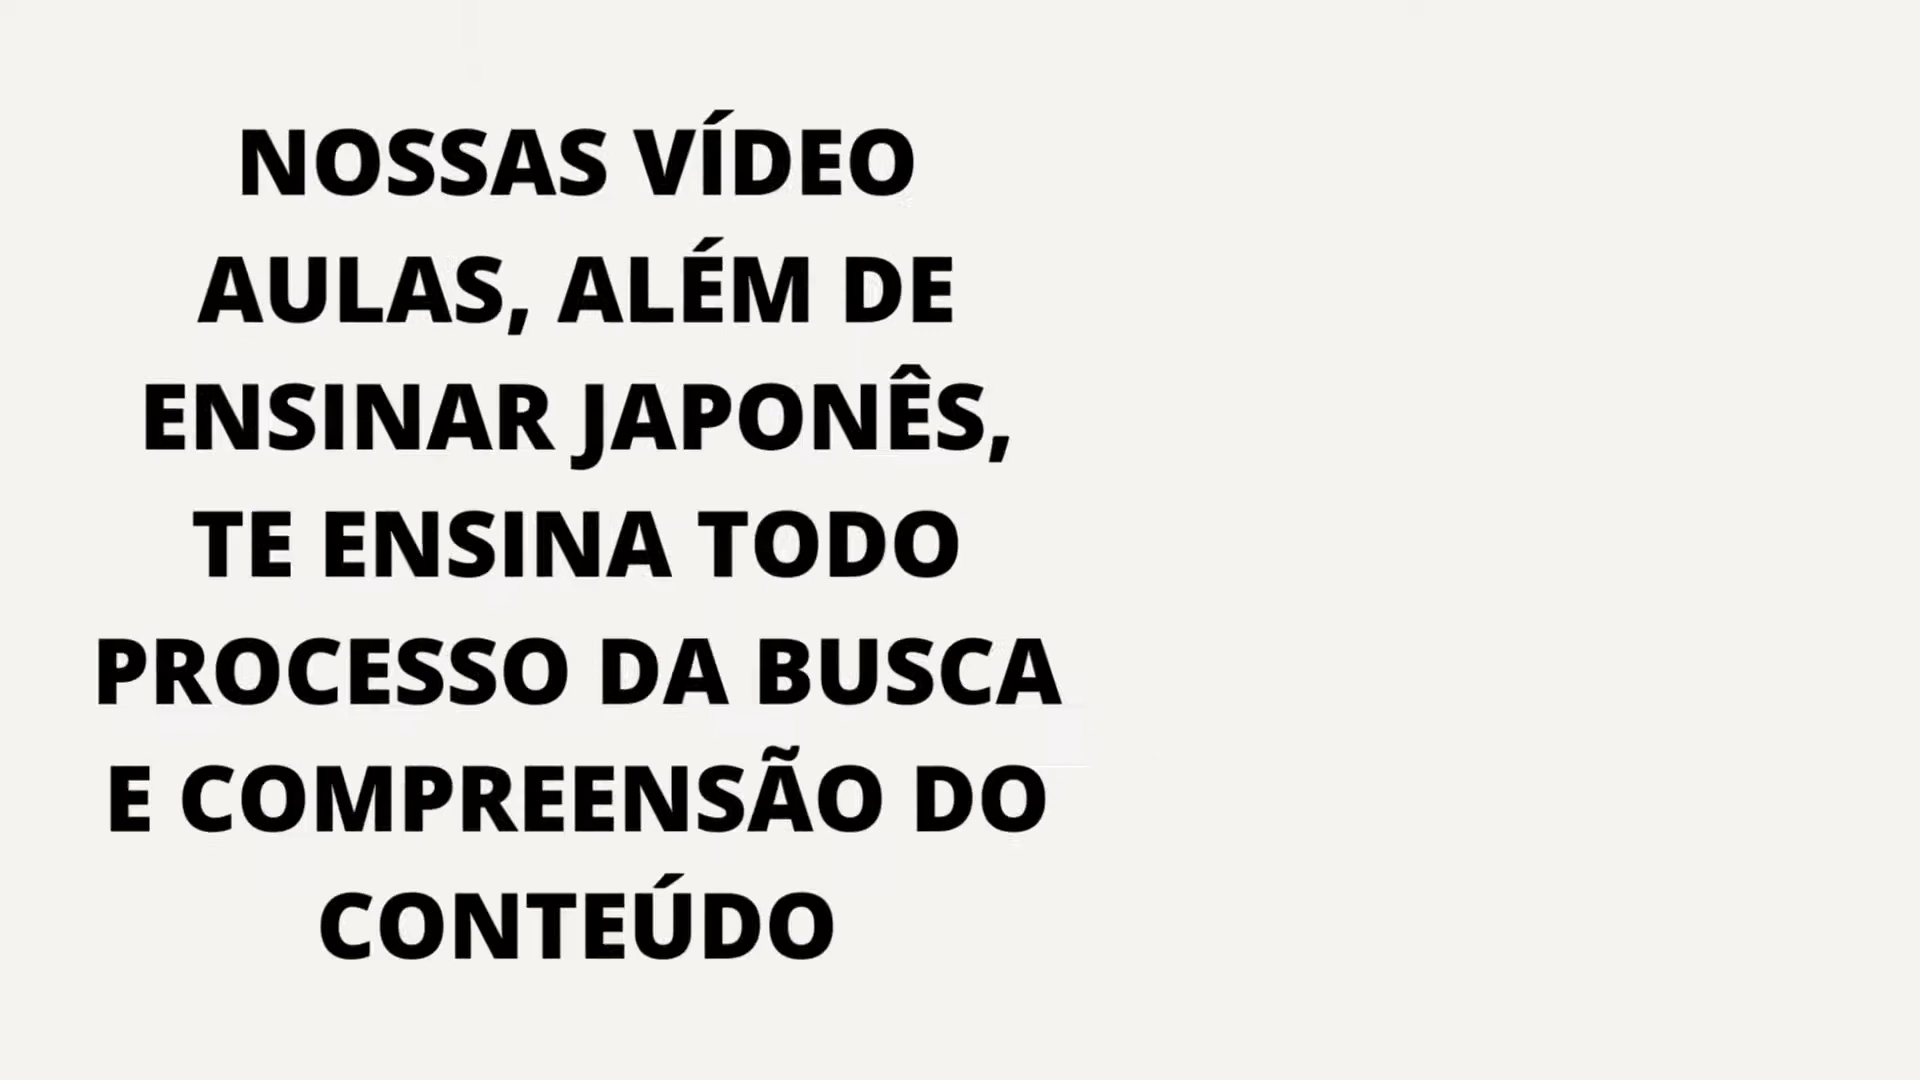 NOSSAS VÍDEO
AULAS, ALÉM DE
ENSINAR JAPONÊS,
TE ENSINA TODO
PROCESSO DA BUSCA
E COMPREENSÃO DO
CONTEÚDO